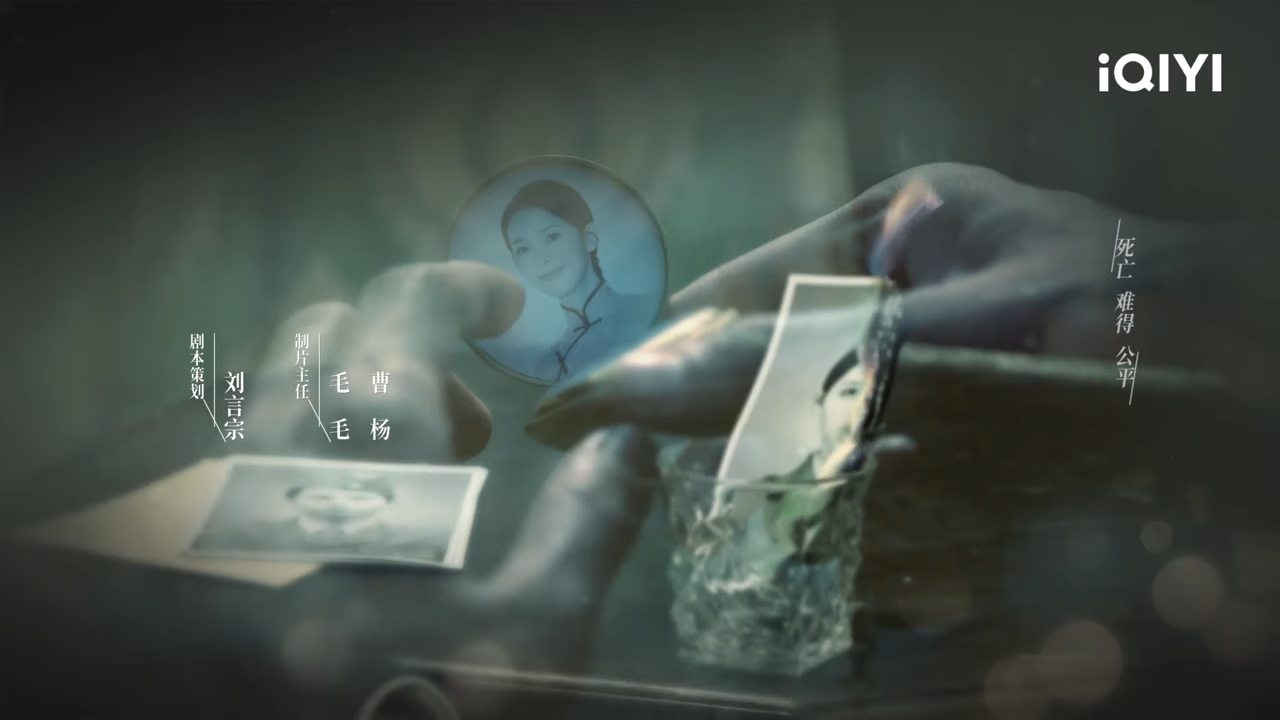 iQIYI
剧本策划
刘言宗
制片主任
毛毛
曹杨
死亡 难得 公平